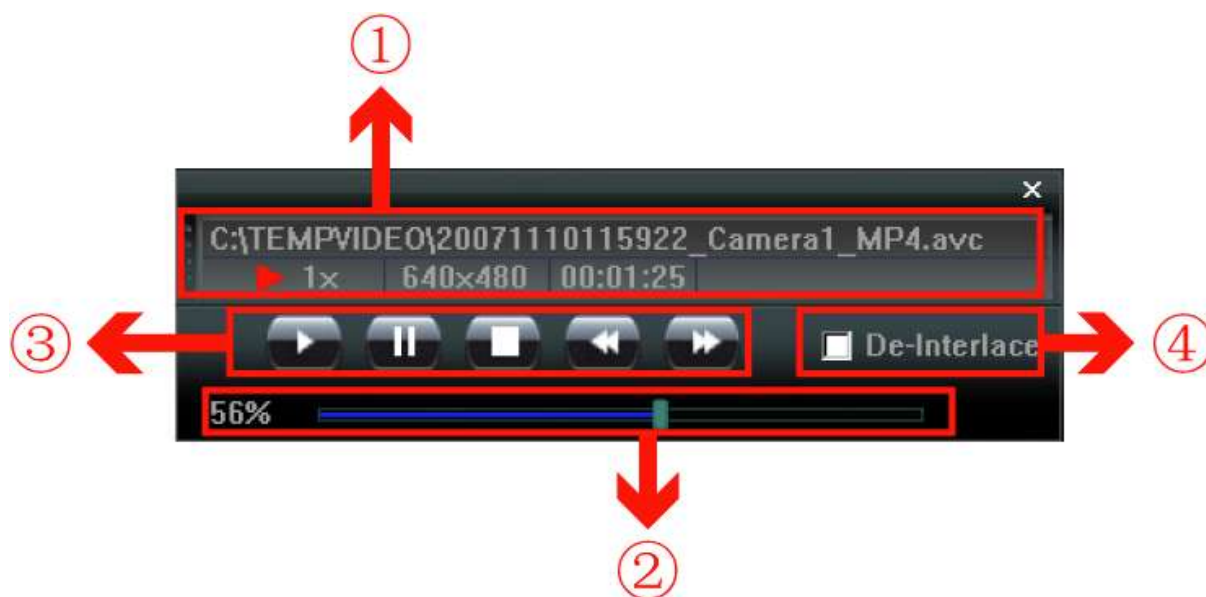 ①
×
C:\TEMPVIDEO\20071110115922_Camera1_MP4.avc
1x 640x480 00:01:25
③
De-Interlace
④
56%
②